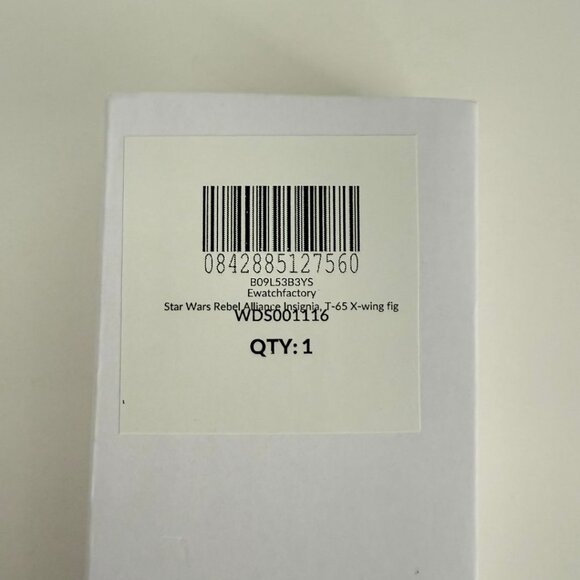 0842885127560
B09L53B3YS
Ewatchfactory
Star Wars Rebel Alliance Insignia, T-65 X-wing fig
WDS001116
QTY: 1